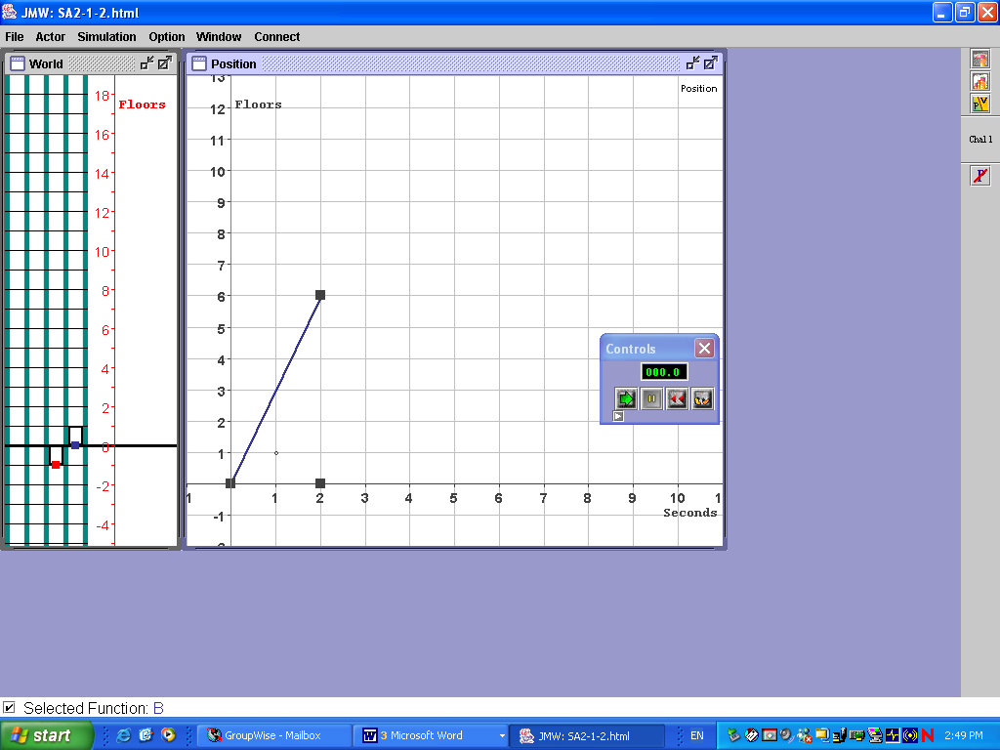 JMW: SA2-1-2.html
File Actor Simulation Option Window Connect
World
Floors
18
16
14
12
10
8
6
4
2
0
-2
-4
Position
Position
Floors
13
12
11
10
9
8
7
6
5
4
3
2
1
-1
1 1 2 3 4 5 6 7 8 9 10 1
Seconds
Controls
000.0
Chal 1
P V
P
Selected Function: B
start
GroupWise - Mailbox
3 Microsoft Word
JMW: SA2-1-2.html
EN
N
2:49 PM